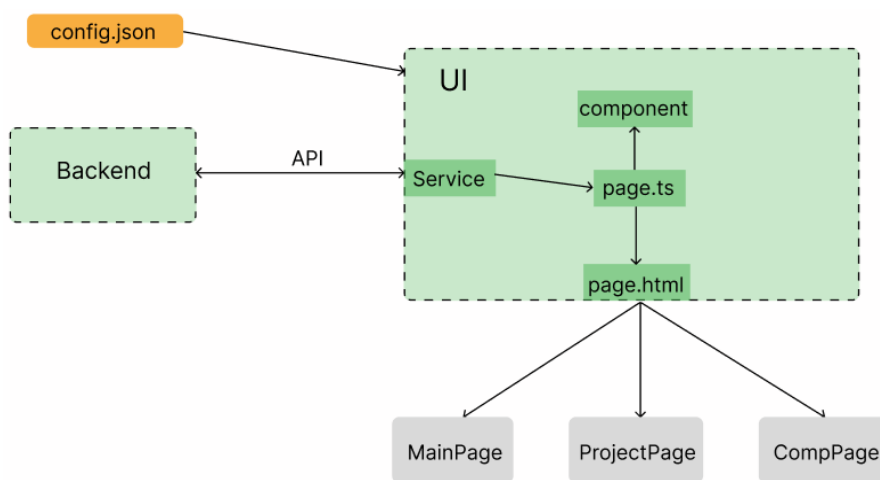 config.json
UI
component
Backend
API
Service
page.ts
page.html
MainPage
ProjectPage
CompPage